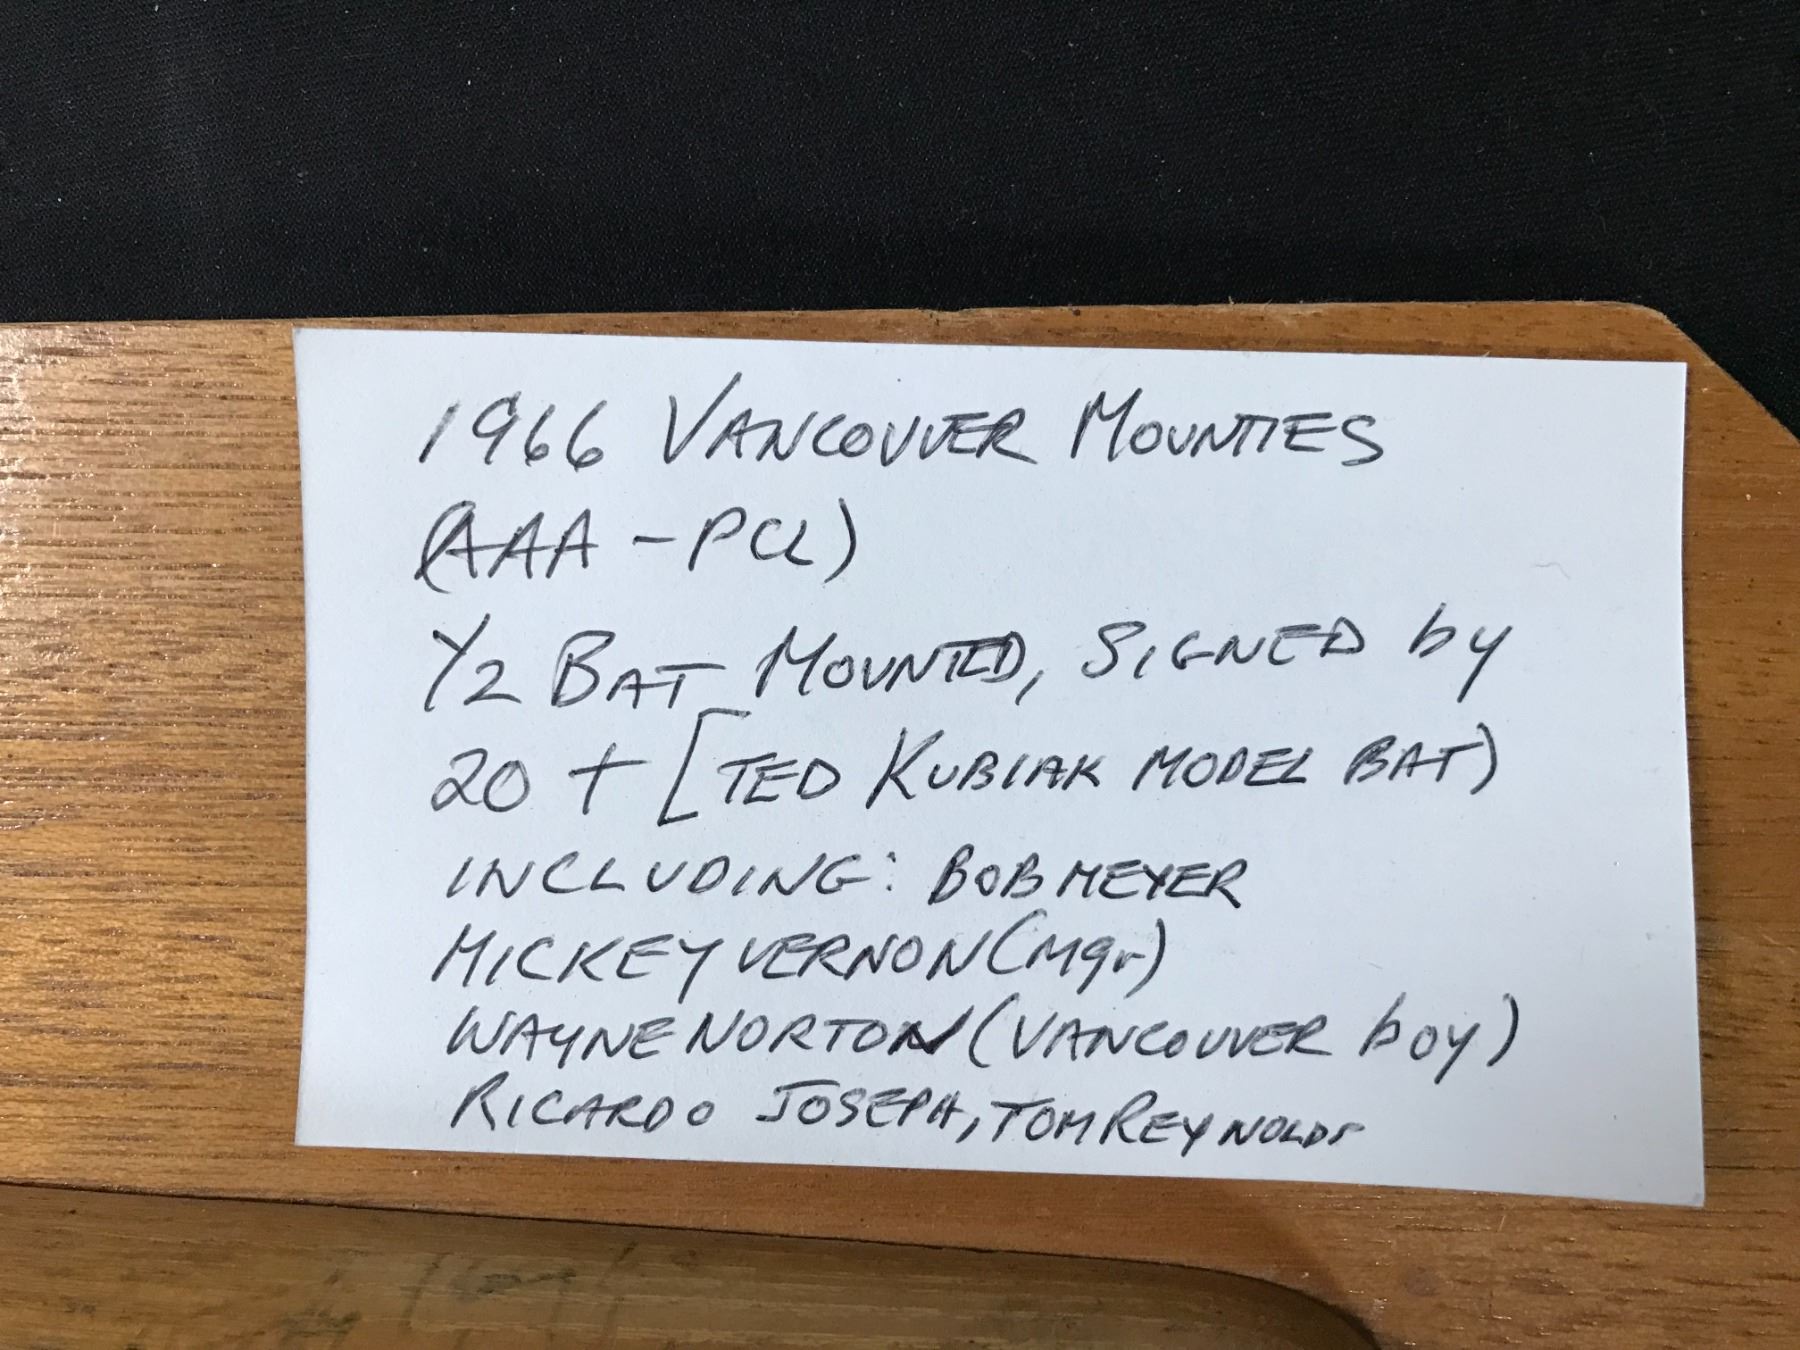 1966 VANCOUVER MOUNTIES
(AAA - PCL)
1/2 BAT MOUNTED, SIGNED by
20 + [TED KUBIAK MODEL BAT)
INCLUDING: BOB MEYER
MICKEY VERNON (Mgr)
WAYNE NORTON (VANCOUVER boy)
RICARDO JOSEPH, TOM REYNOLDS